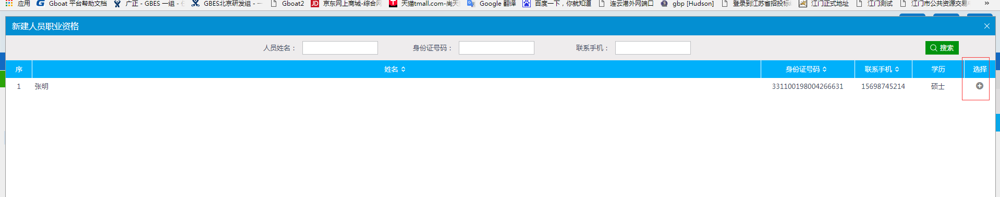 应用 Gboat 平台帮助文档 广正 - GBES 一组 - 任 GBES北京研发组 - 一 Gboat2 JD 京东网上商城-综合网 天猫tmall.com-尚天 Google 翻译 百度一下，你就知道 连云港外网端口 gbp [Hudson] 登录到江苏省招投标 江门正式地址 江门测试 江门市公共资源交易 »
新建人员职业资格
人员姓名： 身份证号码： 联系手机： 搜索
序 姓名 身份证号码 联系手机 学历 选择
1 张明 331100198004266631 15698745214 硕士